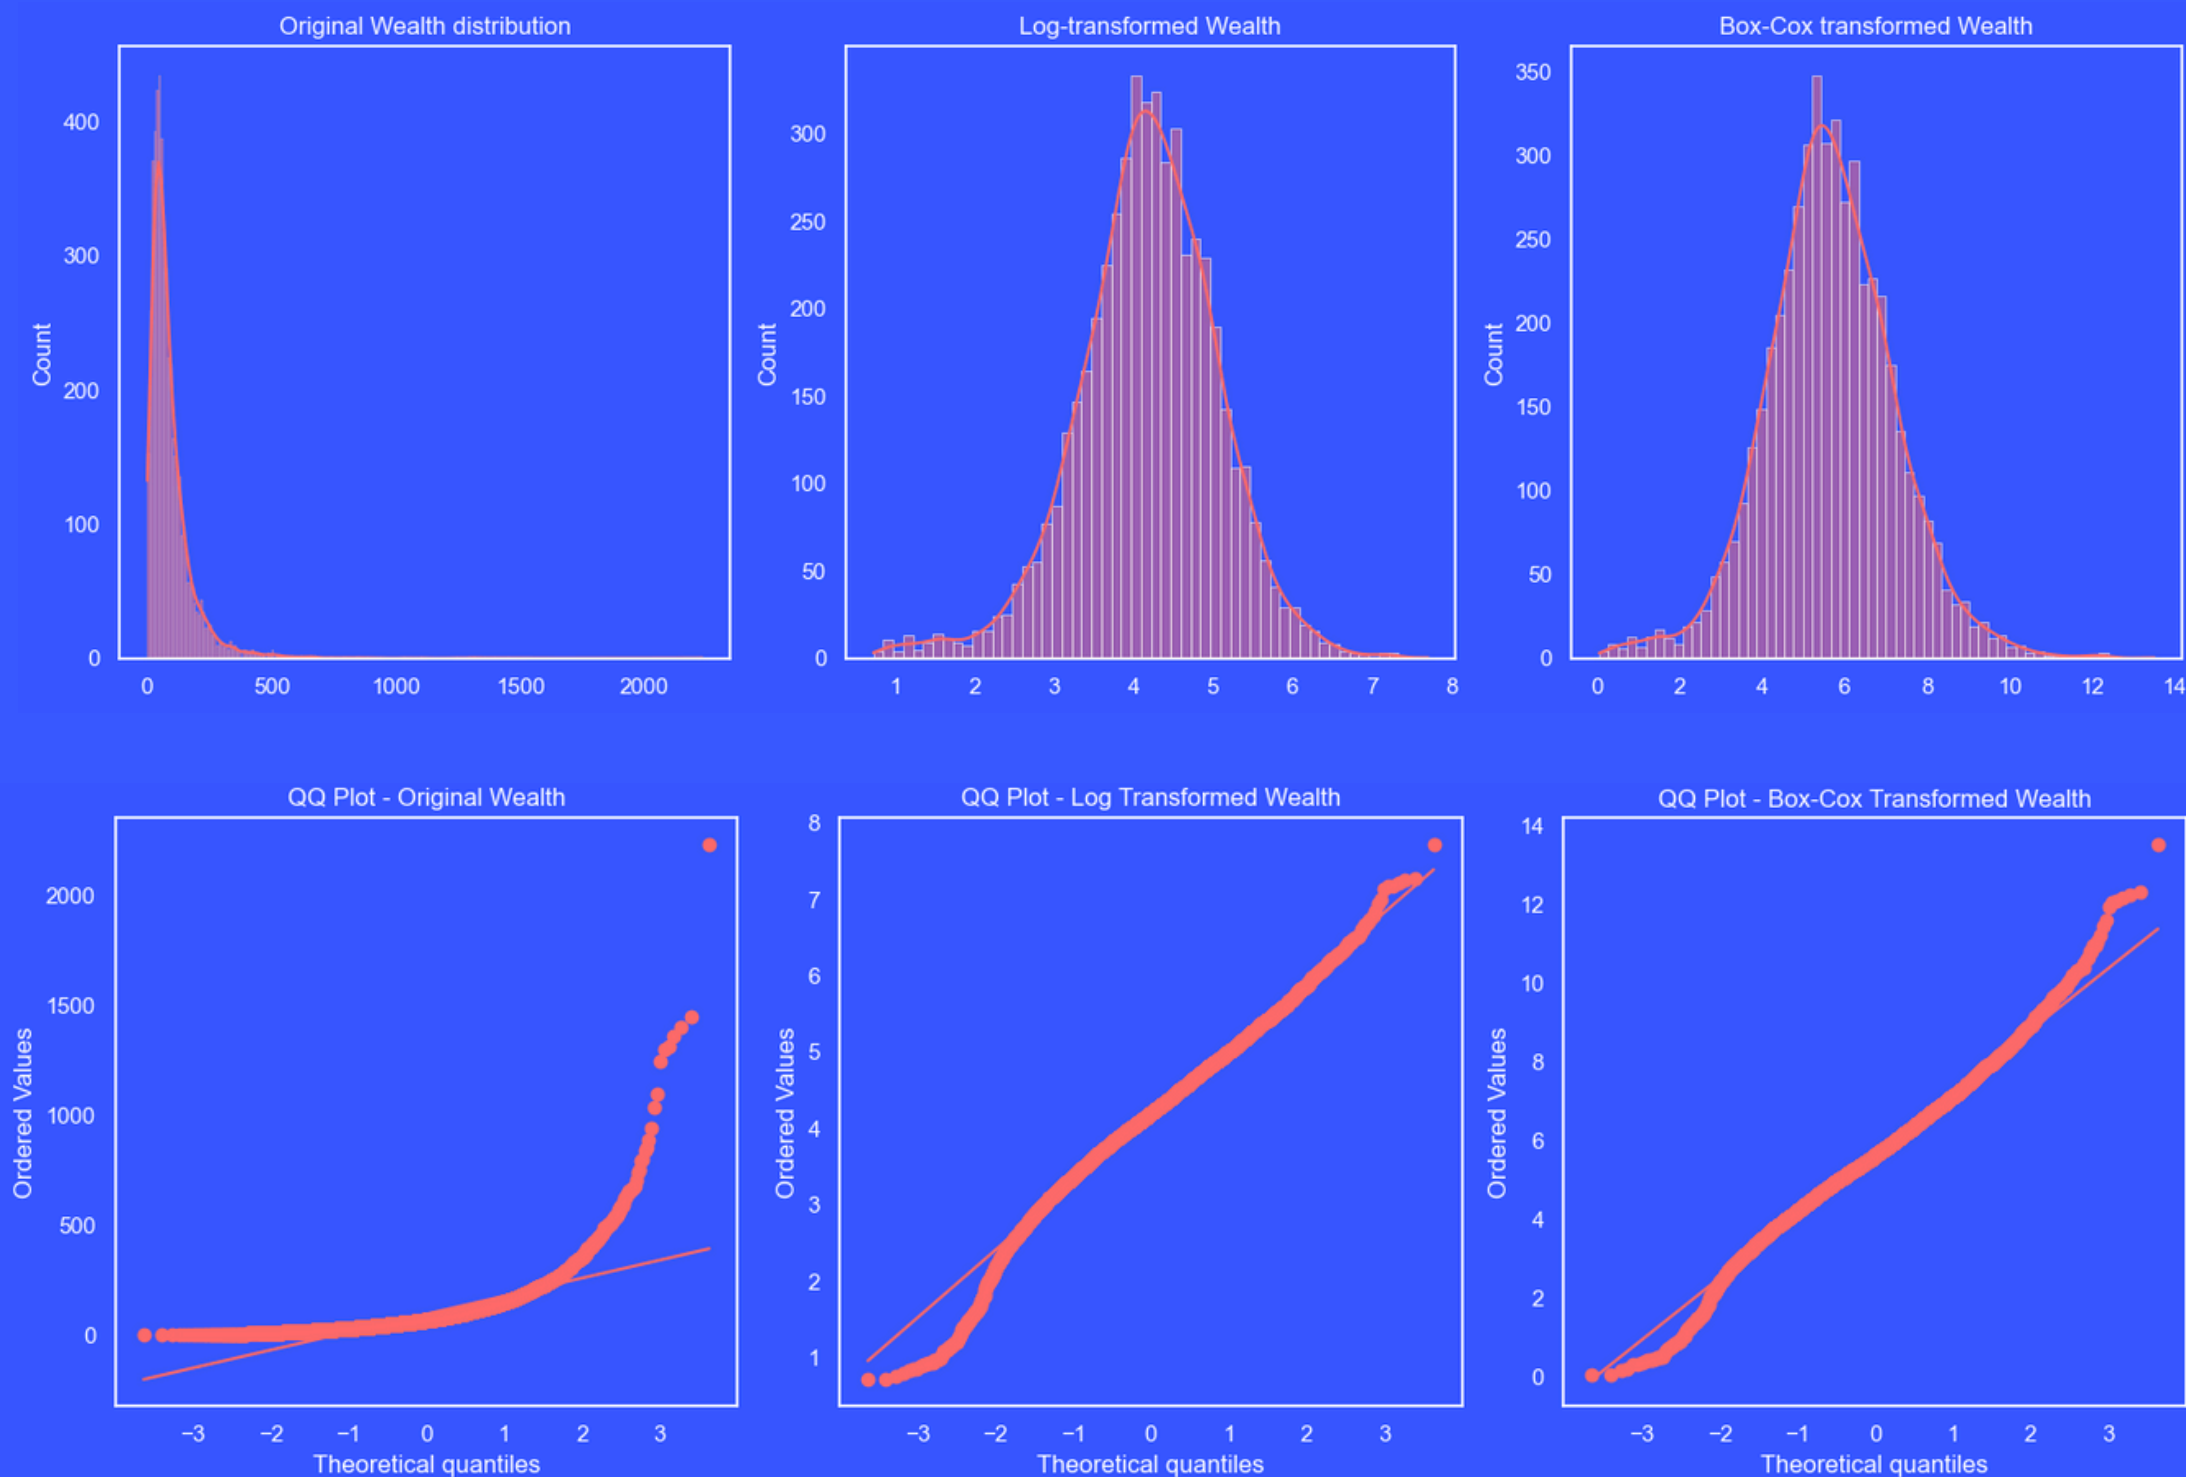 Original Wealth distribution
Count
400
300
200
100
0
0 500 1000 1500 2000
Log-transformed Wealth
Count
300
250
200
150
100
50
0
1 2 3 4 5 6 7 8
Box-Cox transformed Wealth
Count
350
300
250
200
150
100
50
0
0 2 4 6 8 10 12 14
QQ Plot - Original Wealth
Ordered Values
2000
1500
1000
500
0
−3 −2 −1 0 1 2 3
Theoretical quantiles
QQ Plot - Log Transformed Wealth
Ordered Values
8
7
6
5
4
3
2
1
−3 −2 −1 0 1 2 3
Theoretical quantiles
QQ Plot - Box-Cox Transformed Wealth
Ordered Values
14
12
10
8
6
4
2
0
−3 −2 −1 0 1 2 3
Theoretical quantiles